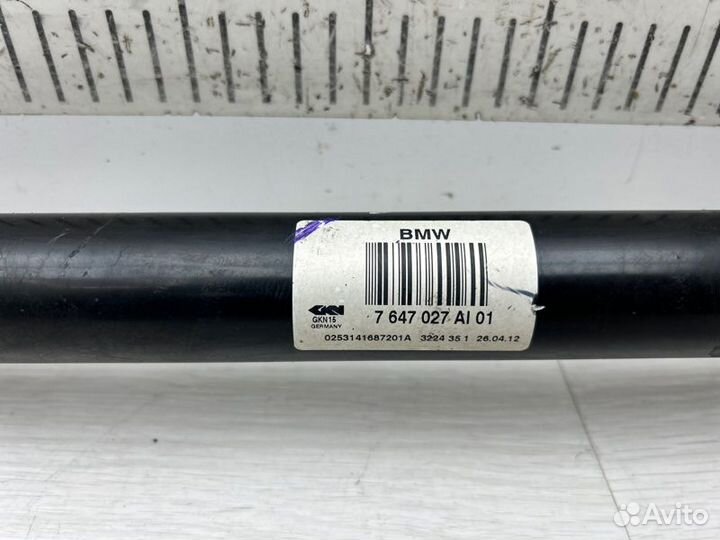 BMW
GKN
GKN15
GERMANY
7 647 027 AI 01
0253141687201A 3224 35 1 26.04.12
Avito